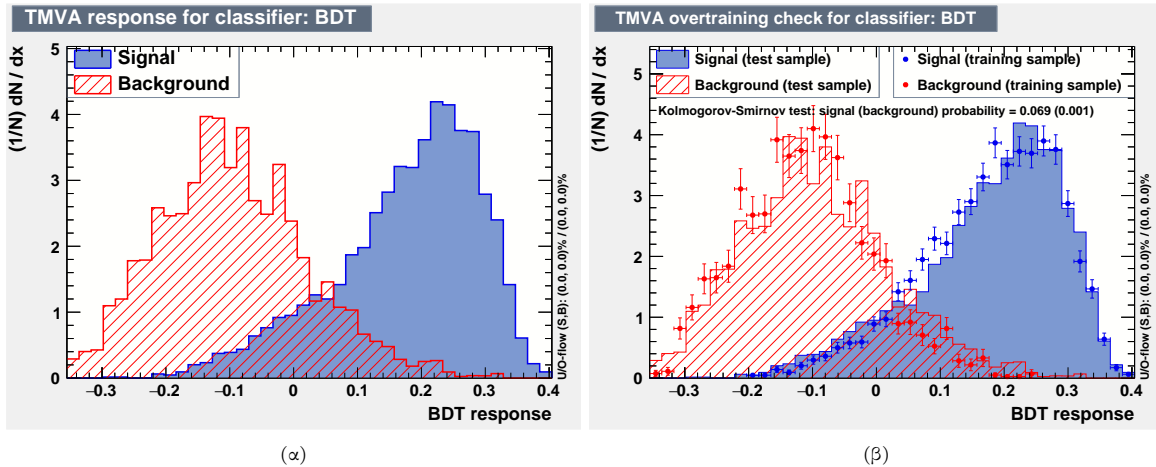 TMVA response for classifier: BDT
(1/N) dN / dx
Signal
Background
5
4
3
2
1
0
−0.3 −0.2 −0.1 0 0.1 0.2 0.3 0.4
BDT response
U/O-flow (S,B): (0.0, 0.0)% / (0.0, 0.0)%
(α)
TMVA overtraining check for classifier: BDT
(1/N) dN / dx
Signal (test sample)
Background (test sample)
Signal (training sample)
Background (training sample)
Kolmogorov-Smirnov test: signal (background) probability = 0.069 (0.001)
5
4
3
2
1
0
−0.3 −0.2 −0.1 0 0.1 0.2 0.3 0.4
BDT response
U/O-flow (S,B): (0.0, 0.0)% / (0.0, 0.0)%
(β)